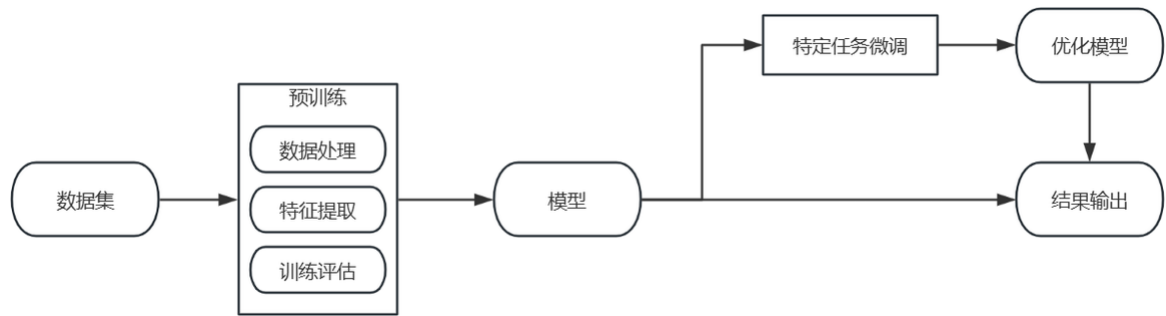 数据集
预训练
数据处理
特征提取
训练评估
模型
特定任务微调
优化模型
结果输出